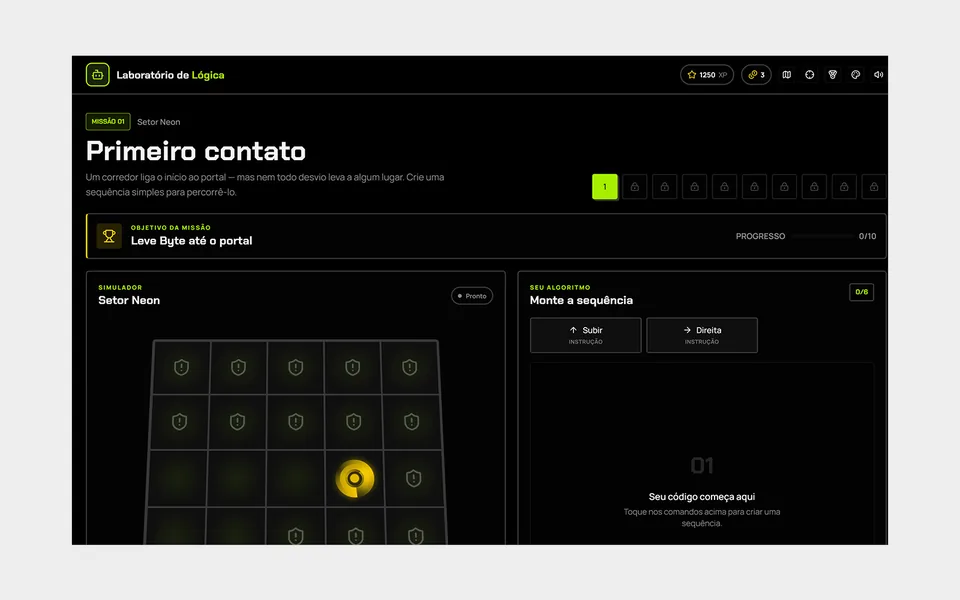 Laboratório de Lógica
1250 XP
3
MISSÃO 01
Setor Neon
Primeiro contato
Um corredor liga o início ao portal — mas nem todo desvio leva a algum lugar. Crie uma
sequência simples para percorrê-lo.
1
OBJETIVO DA MISSÃO
Leve Byte até o portal
PROGRESSO
0/10
SIMULADOR
Setor Neon
Pronto
SEU ALGORITMO
Monte a sequência
0/6
Subir
INSTRUÇÃO
Direita
INSTRUÇÃO
01
Seu código começa aqui
Toque nos comandos acima para criar uma
sequência.